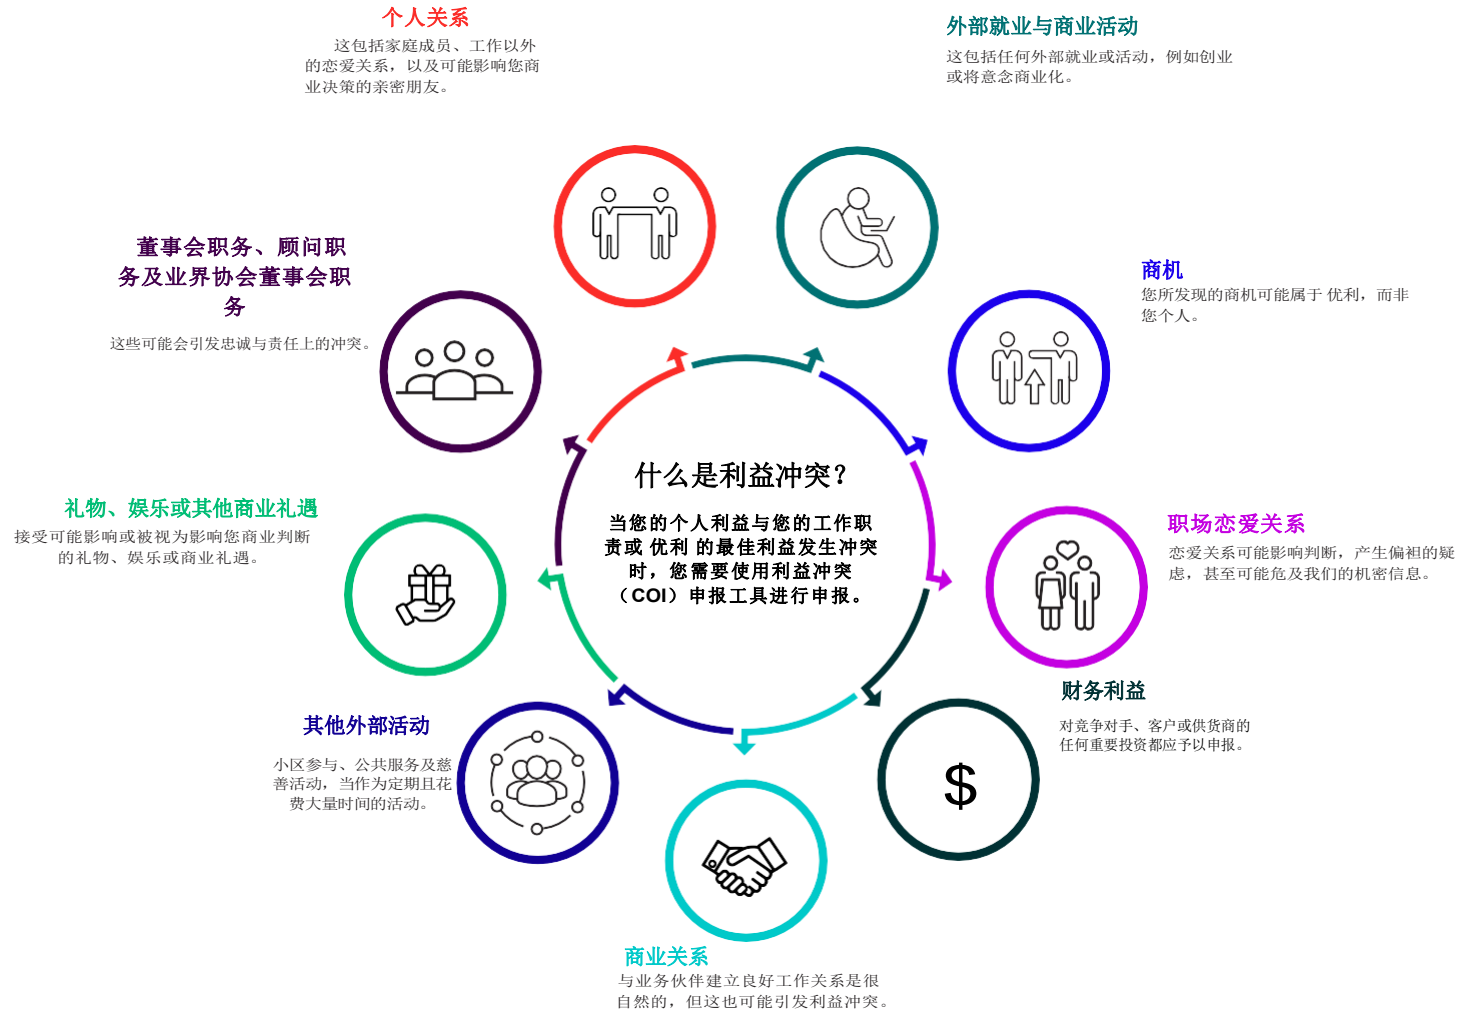 个人关系
这包括家庭成员、工作以外
的恋爱关系，以及可能影响您商
业决策的亲密朋友。
外部就业与商业活动
这包括任何外部就业或活动，例如创业
或将意念商业化。
董事会职务、顾问职
务及业界协会董事会职
务
这些可能会引发忠诚与责任上的冲突。
商机
您所发现的商机可能属于 优利，而非
您个人。
什么是利益冲突?
当您的个人利益与您的工作职
责或 优利 的最佳利益发生冲突
时，您需要使用利益冲突
（COI）申报工具进行申报。
礼物、娱乐或其他商业礼遇
接受可能影响或被视为影响您商业判断
的礼物、娱乐或商业礼遇。
职场恋爱关系
恋爱关系可能影响判断，产生偏袒的疑
虑，甚至可能危及我们的机密信息。
财务利益
对竞争对手、客户或供货商的
任何重要投资都应予以申报。
$
其他外部活动
小区参与、公共服务及慈
善活动，当作为定期且花
费大量时间的活动。
商业关系
与业务伙伴建立良好工作关系是很
自然的，但这也可能引发利益冲突。